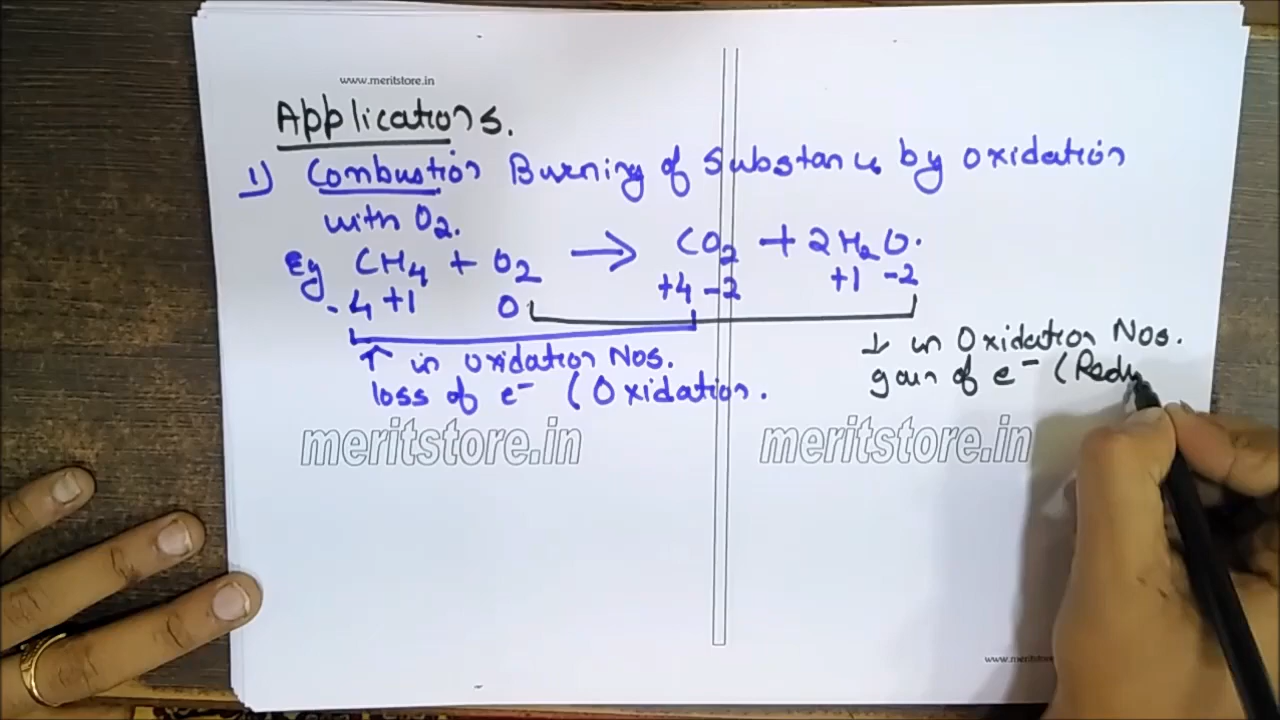 www.meritstore.in
Applications.
1) Combustion Burning of Substance by oxidation
with O2.
Eg CH4 + O2 → CO2 + 2H2O.
-4 +1 0 +4 -2 +1 -2
↑ in oxidation Nos.
loss of e- (Oxidation.
↓ in Oxidation Nos.
gain of e- (Redu
meritstore.in meritstore.in